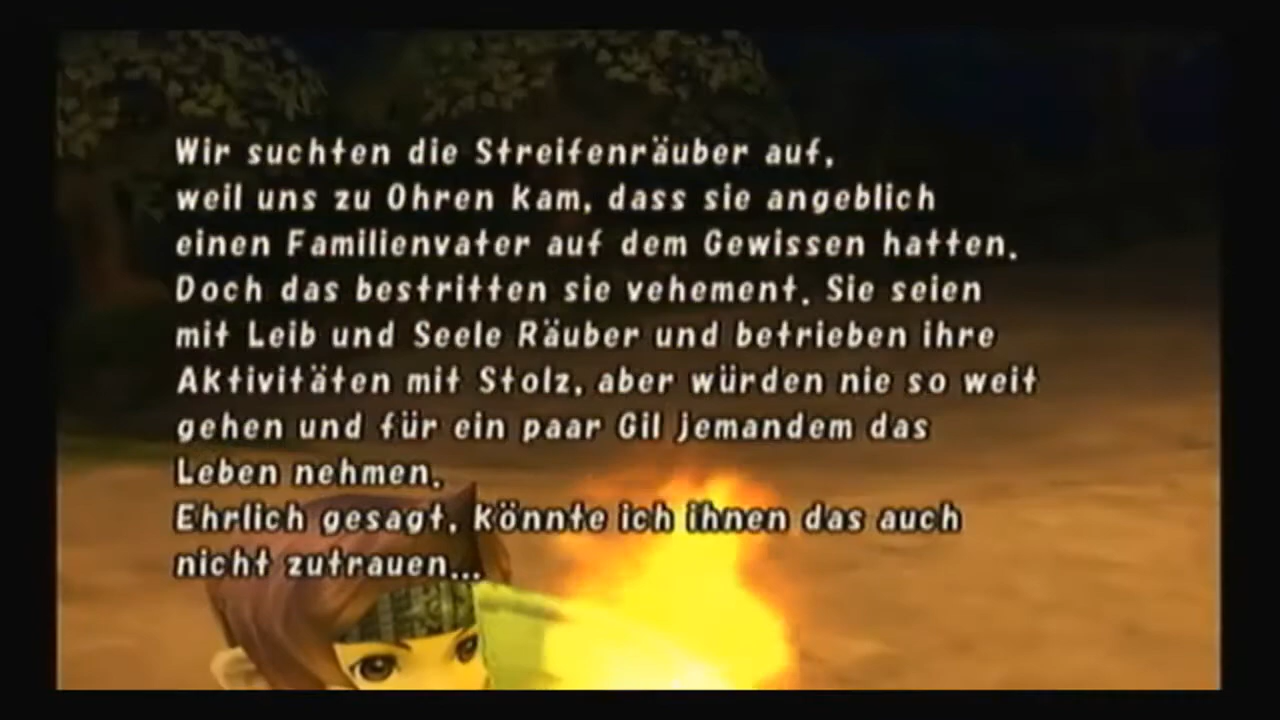 Wir suchten die Streifenräuber auf,
weil uns zu Ohren kam, dass sie angeblich
einen Familienvater auf dem Gewissen hatten.
Doch das bestritten sie vehement. Sie seien
mit Leib und Seele Räuber und betrieben ihre
Aktivitäten mit Stolz, aber würden nie so weit
gehen und für ein paar Gil jemandem das
Leben nehmen.
Ehrlich gesagt, könnte ich ihnen das auch
nicht zutrauen...